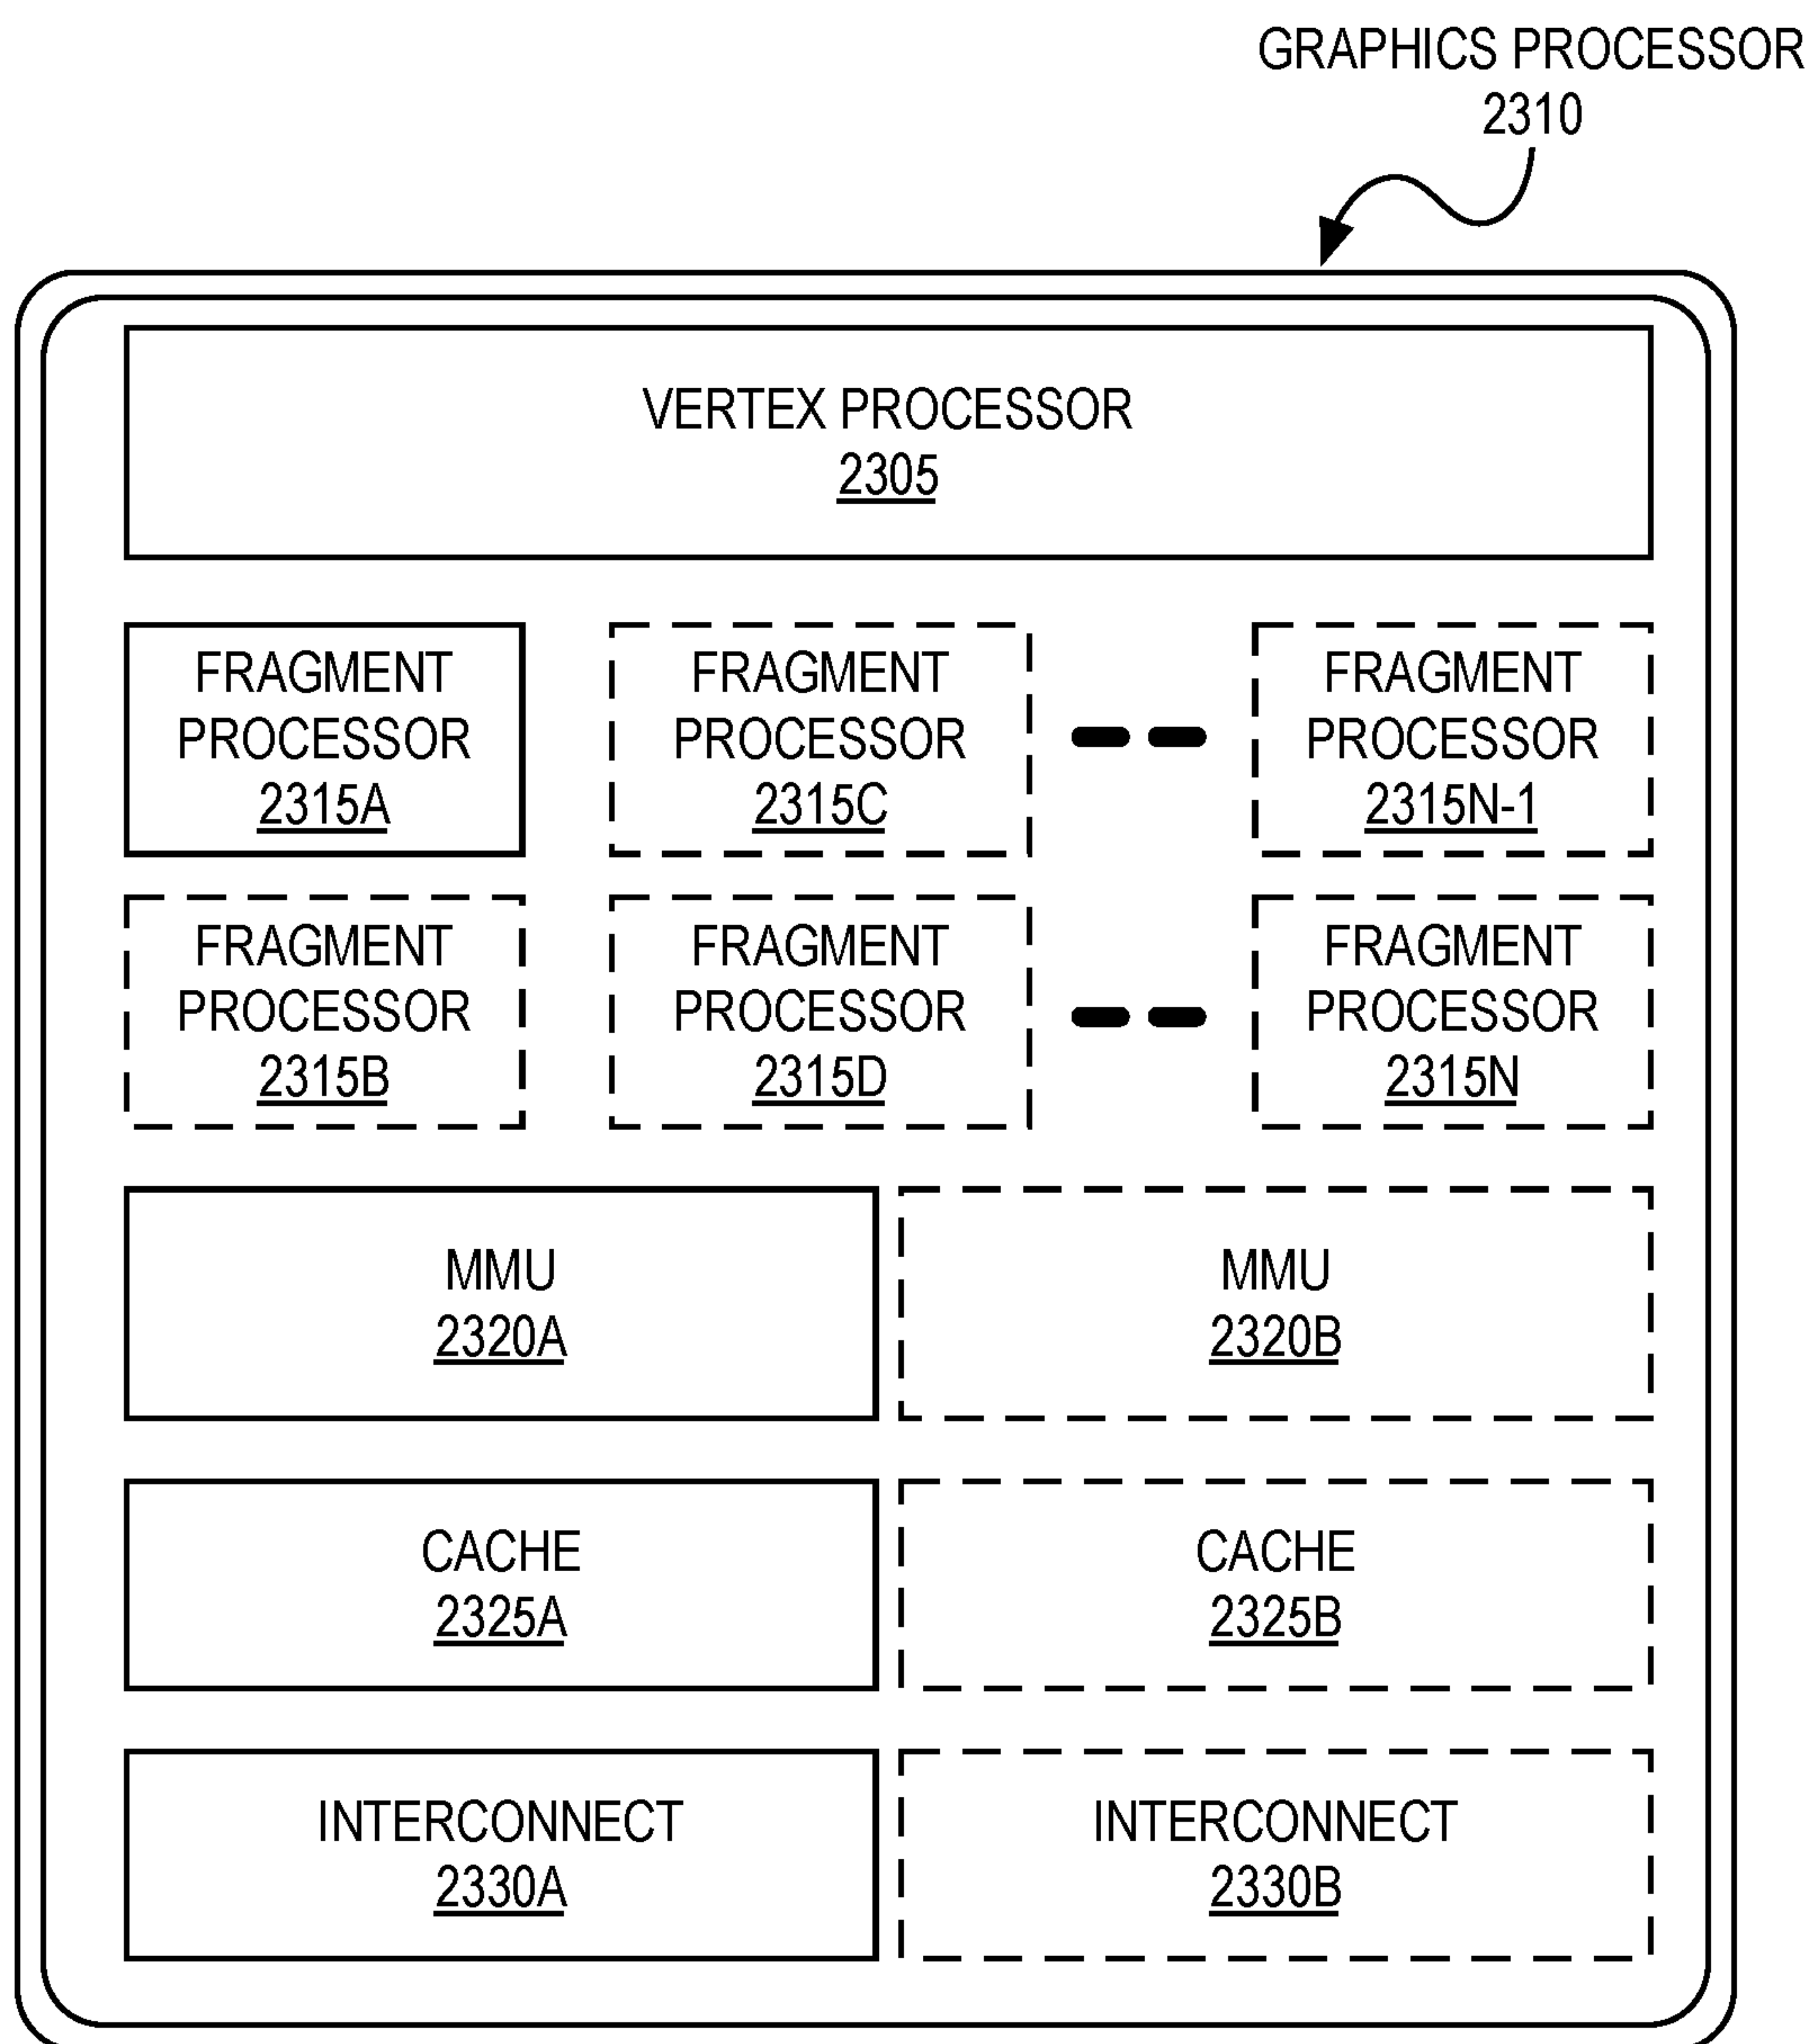 GRAPHICS PROCESSOR
2310
VERTEX PROCESSOR
2305
FRAGMENT
PROCESSOR
2315A
FRAGMENT
PROCESSOR
2315C
FRAGMENT
PROCESSOR
2315N-1
FRAGMENT
PROCESSOR
2315B
FRAGMENT
PROCESSOR
2315D
FRAGMENT
PROCESSOR
2315N
MMU
2320A
MMU
2320B
CACHE
2325A
CACHE
2325B
INTERCONNECT
2330A
INTERCONNECT
2330B